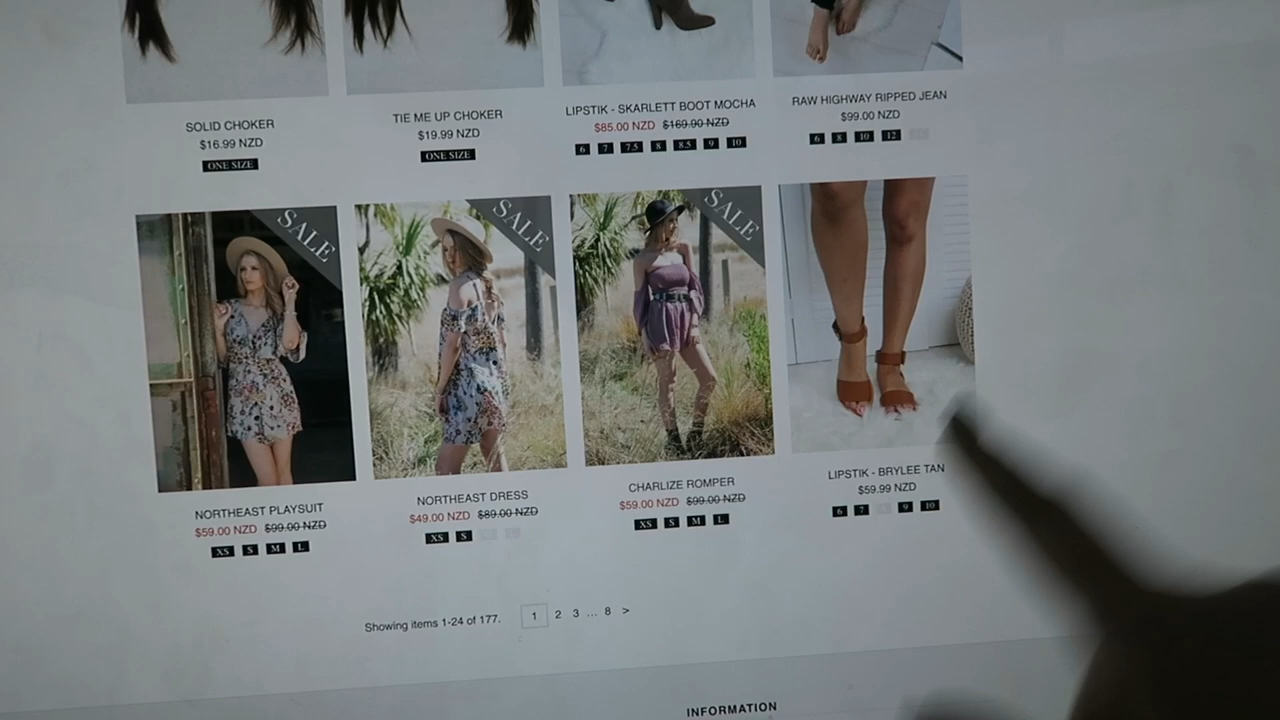 SOLID CHOKER
$16.99 NZD
ONE SIZE
TIE ME UP CHOKER
$19.99 NZD
ONE SIZE
LIPSTIK - SKARLETT BOOT MOCHA
$85.00 NZD $169.90 NZD
6 7 7.5 8 8.5 9 10
RAW HIGHWAY RIPPED JEAN
$99.00 NZD
6 8 10 12
SALE
NORTHEAST PLAYSUIT
$59.00 NZD $99.00 NZD
XS S M L
SALE
NORTHEAST DRESS
$49.00 NZD $89.00 NZD
XS S
SALE
CHARLIZE ROMPER
$59.00 NZD $99.00 NZD
XS S M L
LIPSTIK - BRYLEE TAN
$59.99 NZD
6 7 9 10
Showing items 1-24 of 177.
1 2 3 ... 8 >
INFORMATION